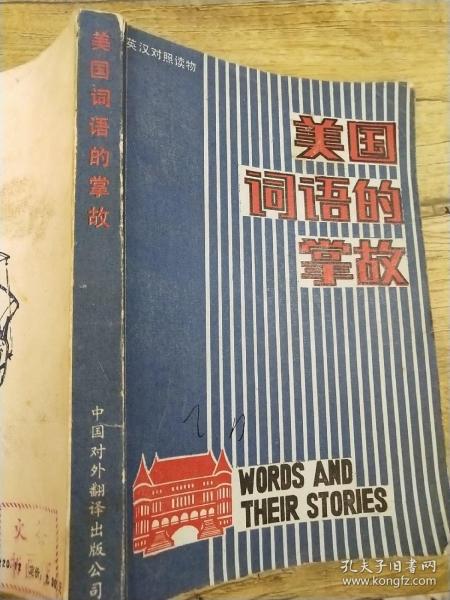 美国词语的掌故
中国对外翻译出版公司
英汉对照读物
美国
词语的
掌故
WORDS AND
THEIR STORIES
孔夫子旧书网
www.kongfz.com